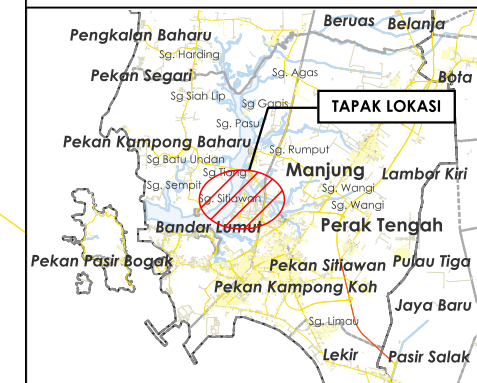 Beruas
Belanja
Pengkalan Baharu
Sg. Harding
Pekan Segari
Sg. Agas
Bota
Sg Siah Lip
Sg Gapis
TAPAK LOKASI
Sg. Pasu
Pekan Kampong Baharu
Sg. Rumput
Sg Batu Undan
Sg Tiang
Manjung
Lambor Kiri
Sg. Sempit
Sg. Wangi
Sg. Sitiawan
Sg. Wangi
Bandar Lumut
Perak Tengah
Pekan Pasir Bogak
Pekan Sitiawan
Pulau Tiga
Pekan Kampong Koh
Jaya Baru
Sg. Limau
Lekir
Pasir Salak